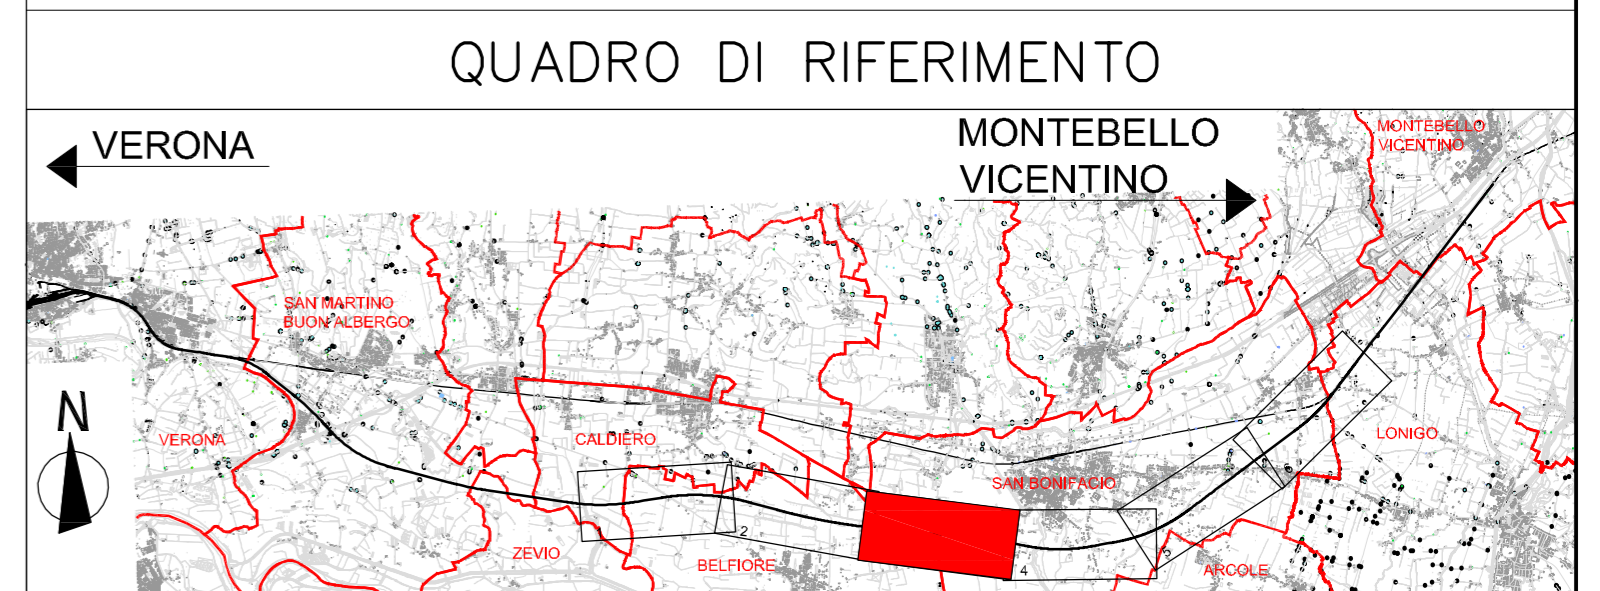 QUADRO DI RIFERIMENTO
VERONA
MONTEBELLO
VICENTINO
MONTEBELLO
VICENTINO
SAN MARTINO
BUON ALBERGO
N
VERONA
CALDIERO
LONIGO
SAN BONIFACIO
2
5
ZEVIO
BELFIORE
4
ARCOLE